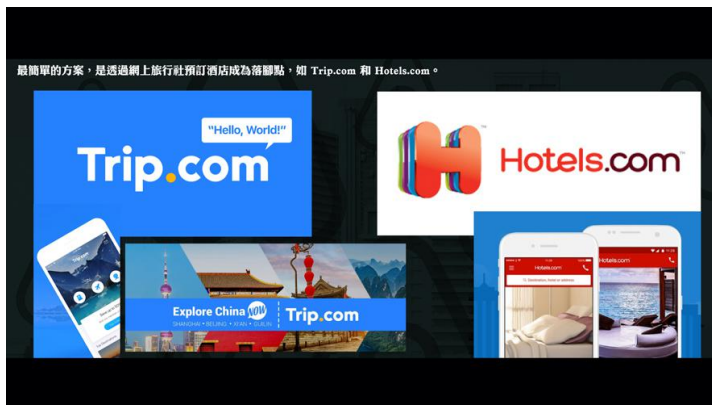 最簡單的方案，是透過網上旅行社預訂酒店成為落腳點，如 Trip.com 和 Hotels.com。
"Hello, World!"
Trip.com
Hotels.com
Explore China NOW
Trip.com
SHANGHAI • BEIJING • XI'AN • GUILIN
Hotels.com
Hotels.com